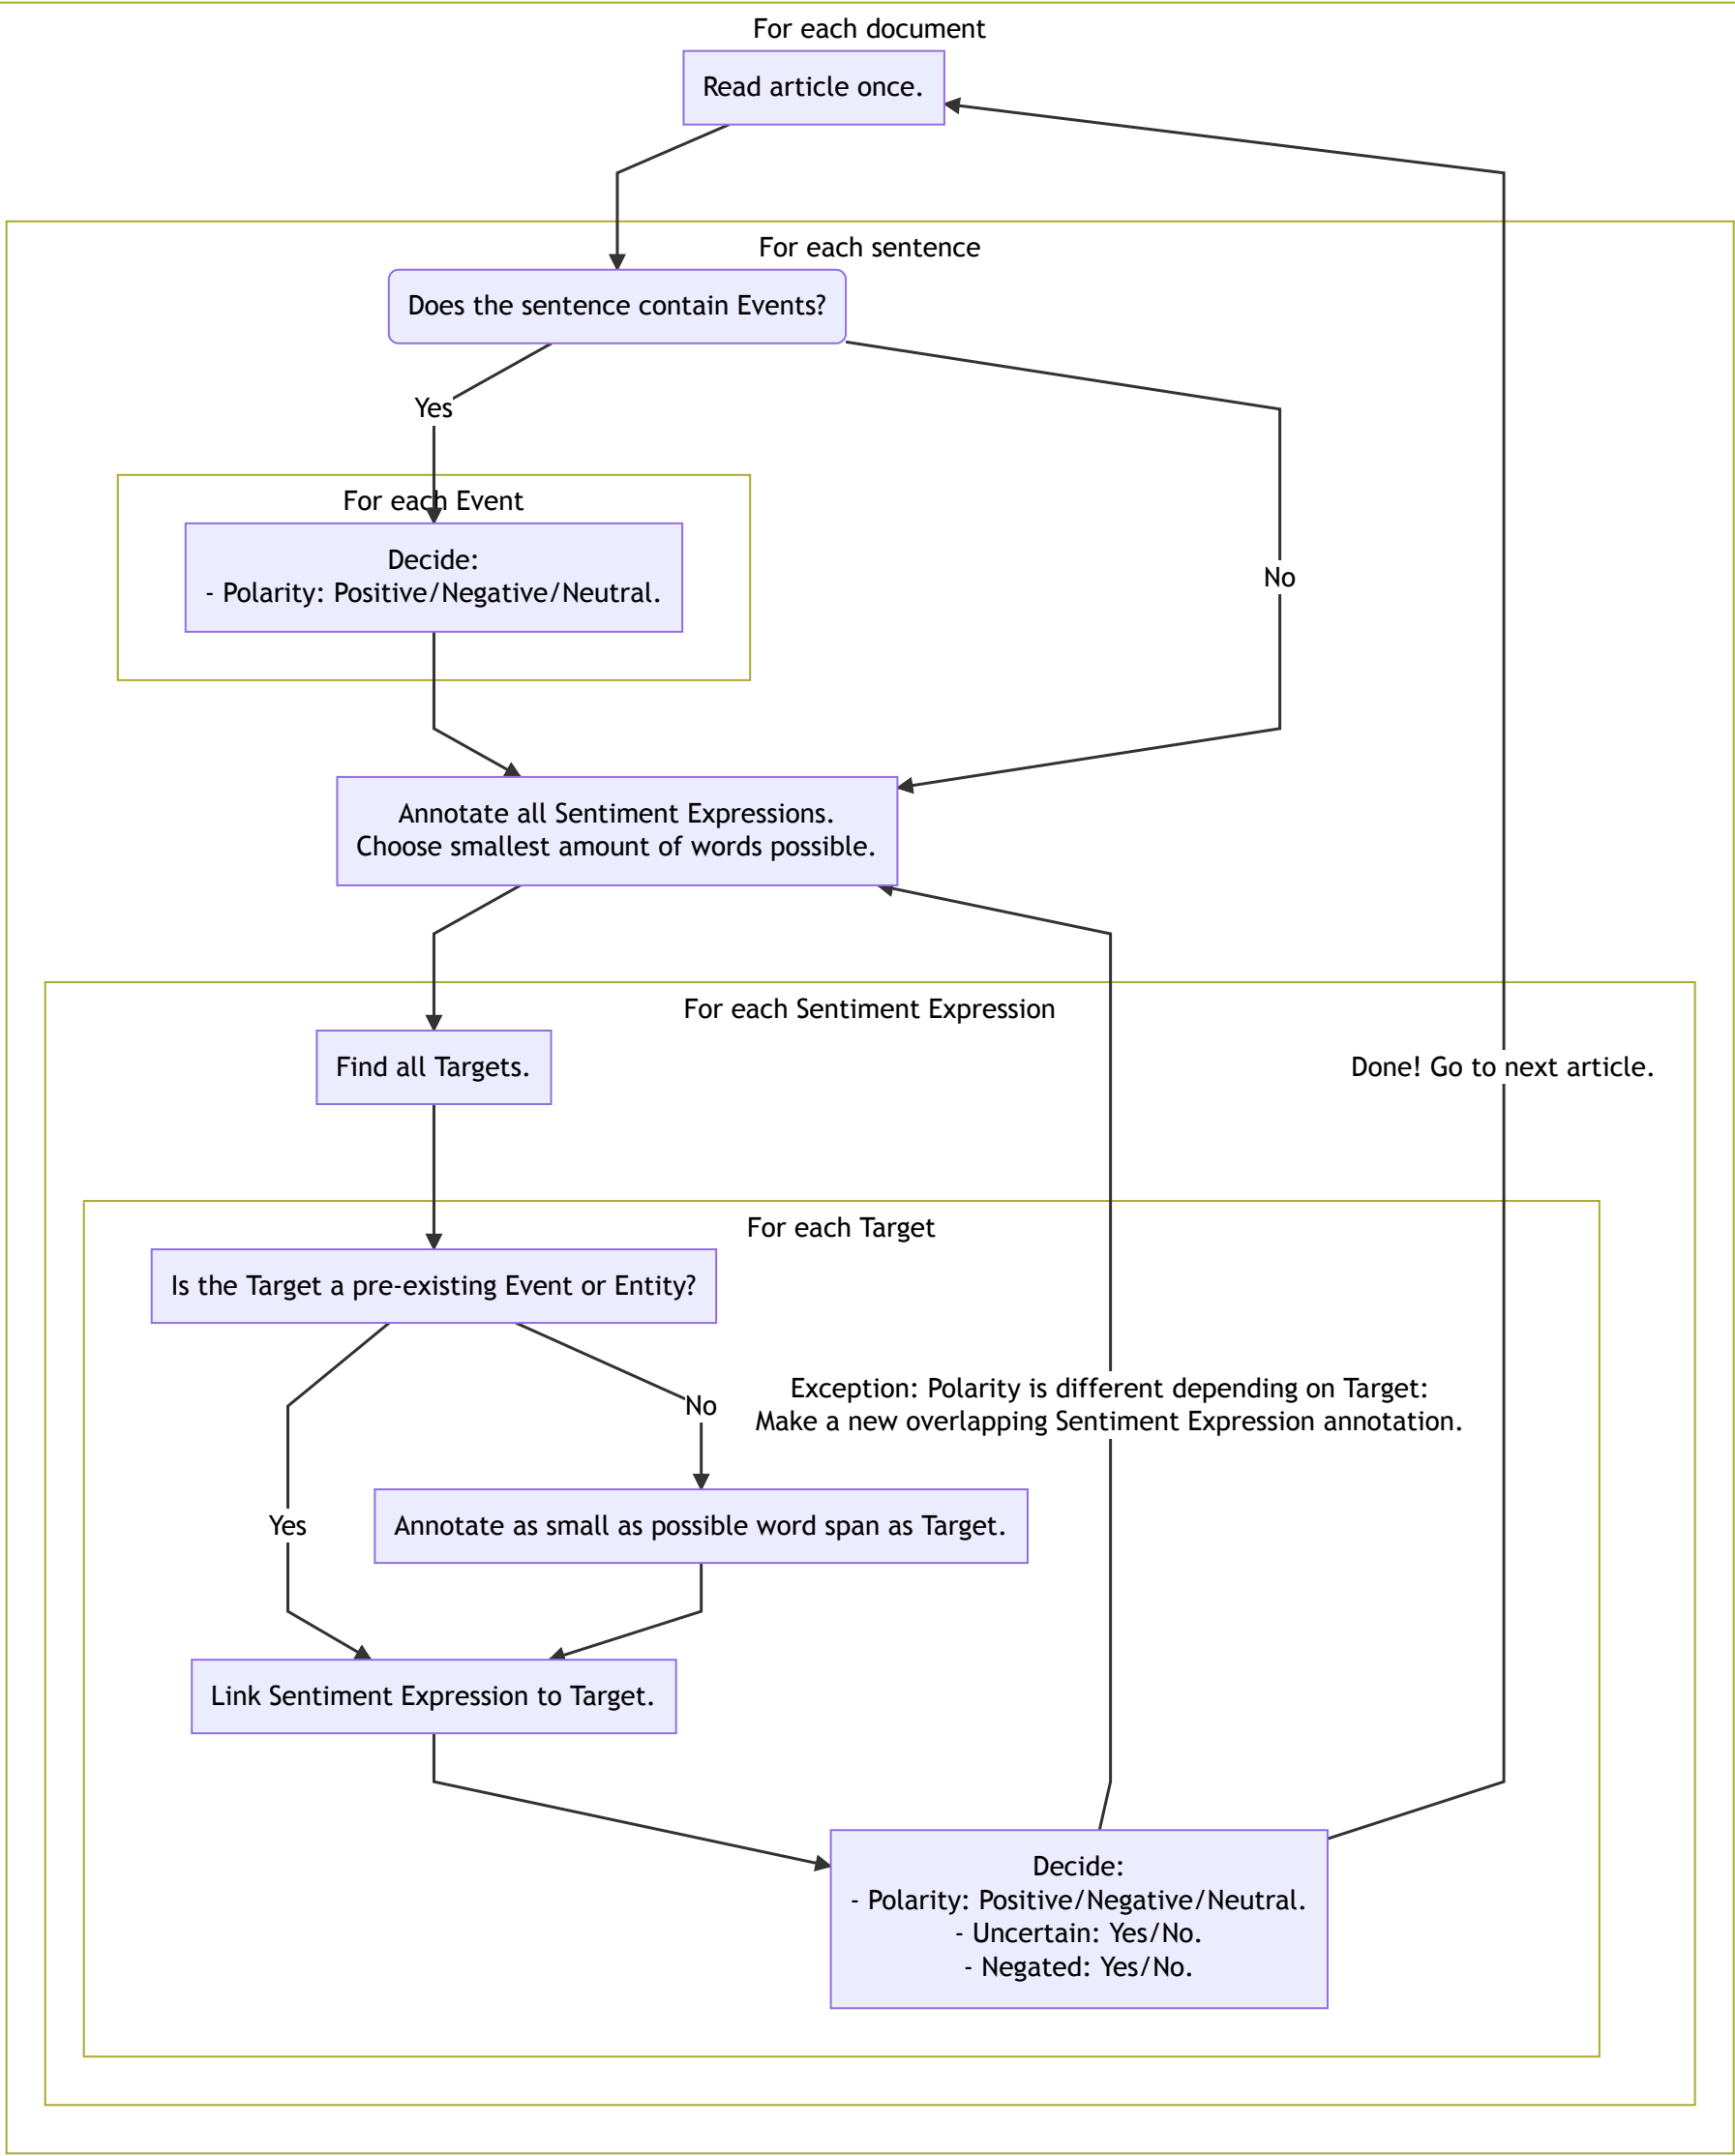 For each document
Read article once.
For each sentence
Does the sentence contain Events?
Yes
For each Event
Decide:
- Polarity: Positive/Negative/Neutral.
No
Annotate all Sentiment Expressions.
Choose smallest amount of words possible.
For each Sentiment Expression
Find all Targets.
Done! Go to next article.
For each Target
Is the Target a pre-existing Event or Entity?
Exception: Polarity is different depending on Target:
Make a new overlapping Sentiment Expression annotation.
No
Yes
Annotate as small as possible word span as Target.
Link Sentiment Expression to Target.
Decide:
- Polarity: Positive/Negative/Neutral.
- Uncertain: Yes/No.
- Negated: Yes/No.